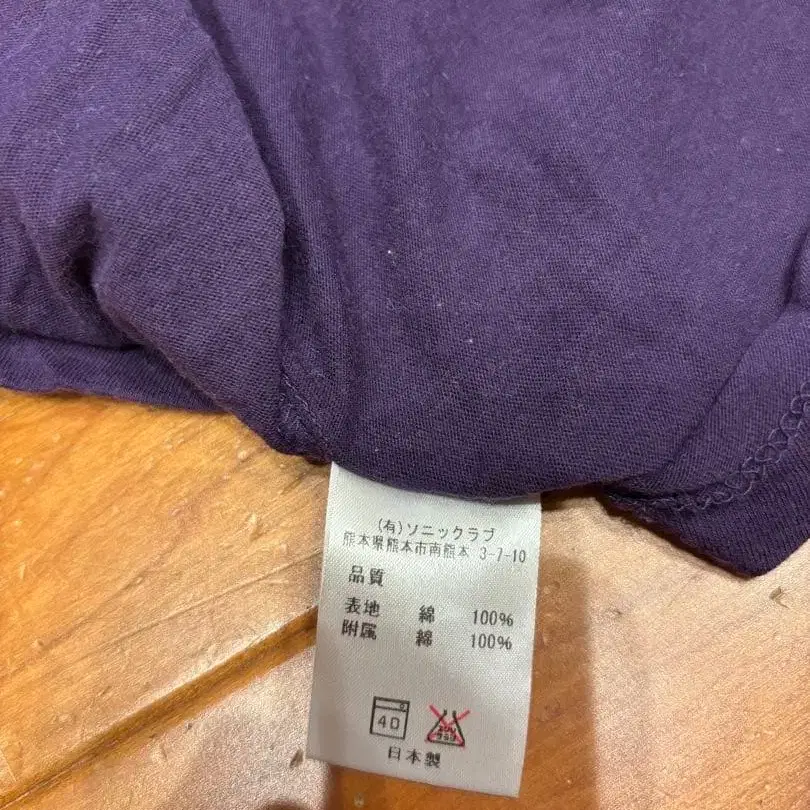 (有)ソニックラブ
熊本県熊本市南熊本 3-7-10
品質
表地 綿 100%
附属 綿 100%
40
日本製